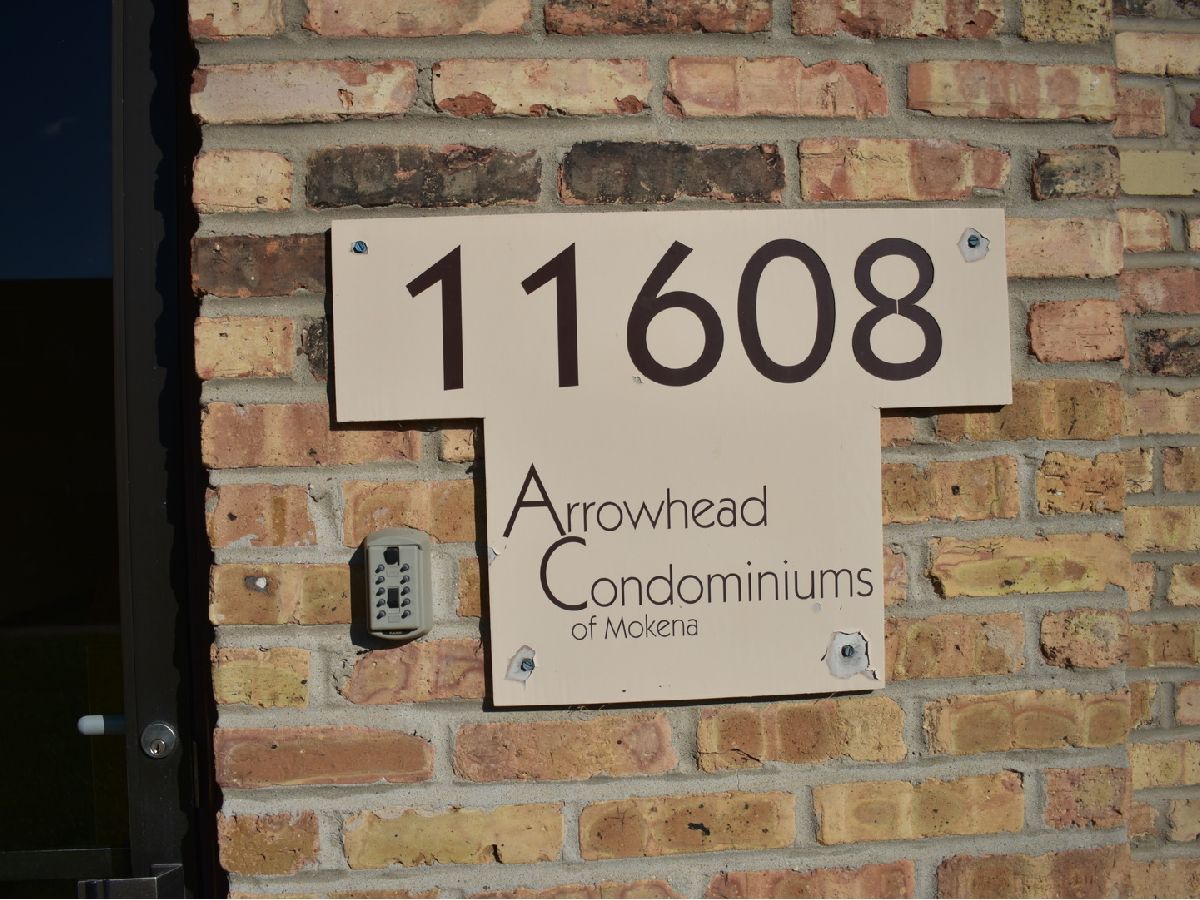 11608
Arrowhead
Condominiums
of Mokena